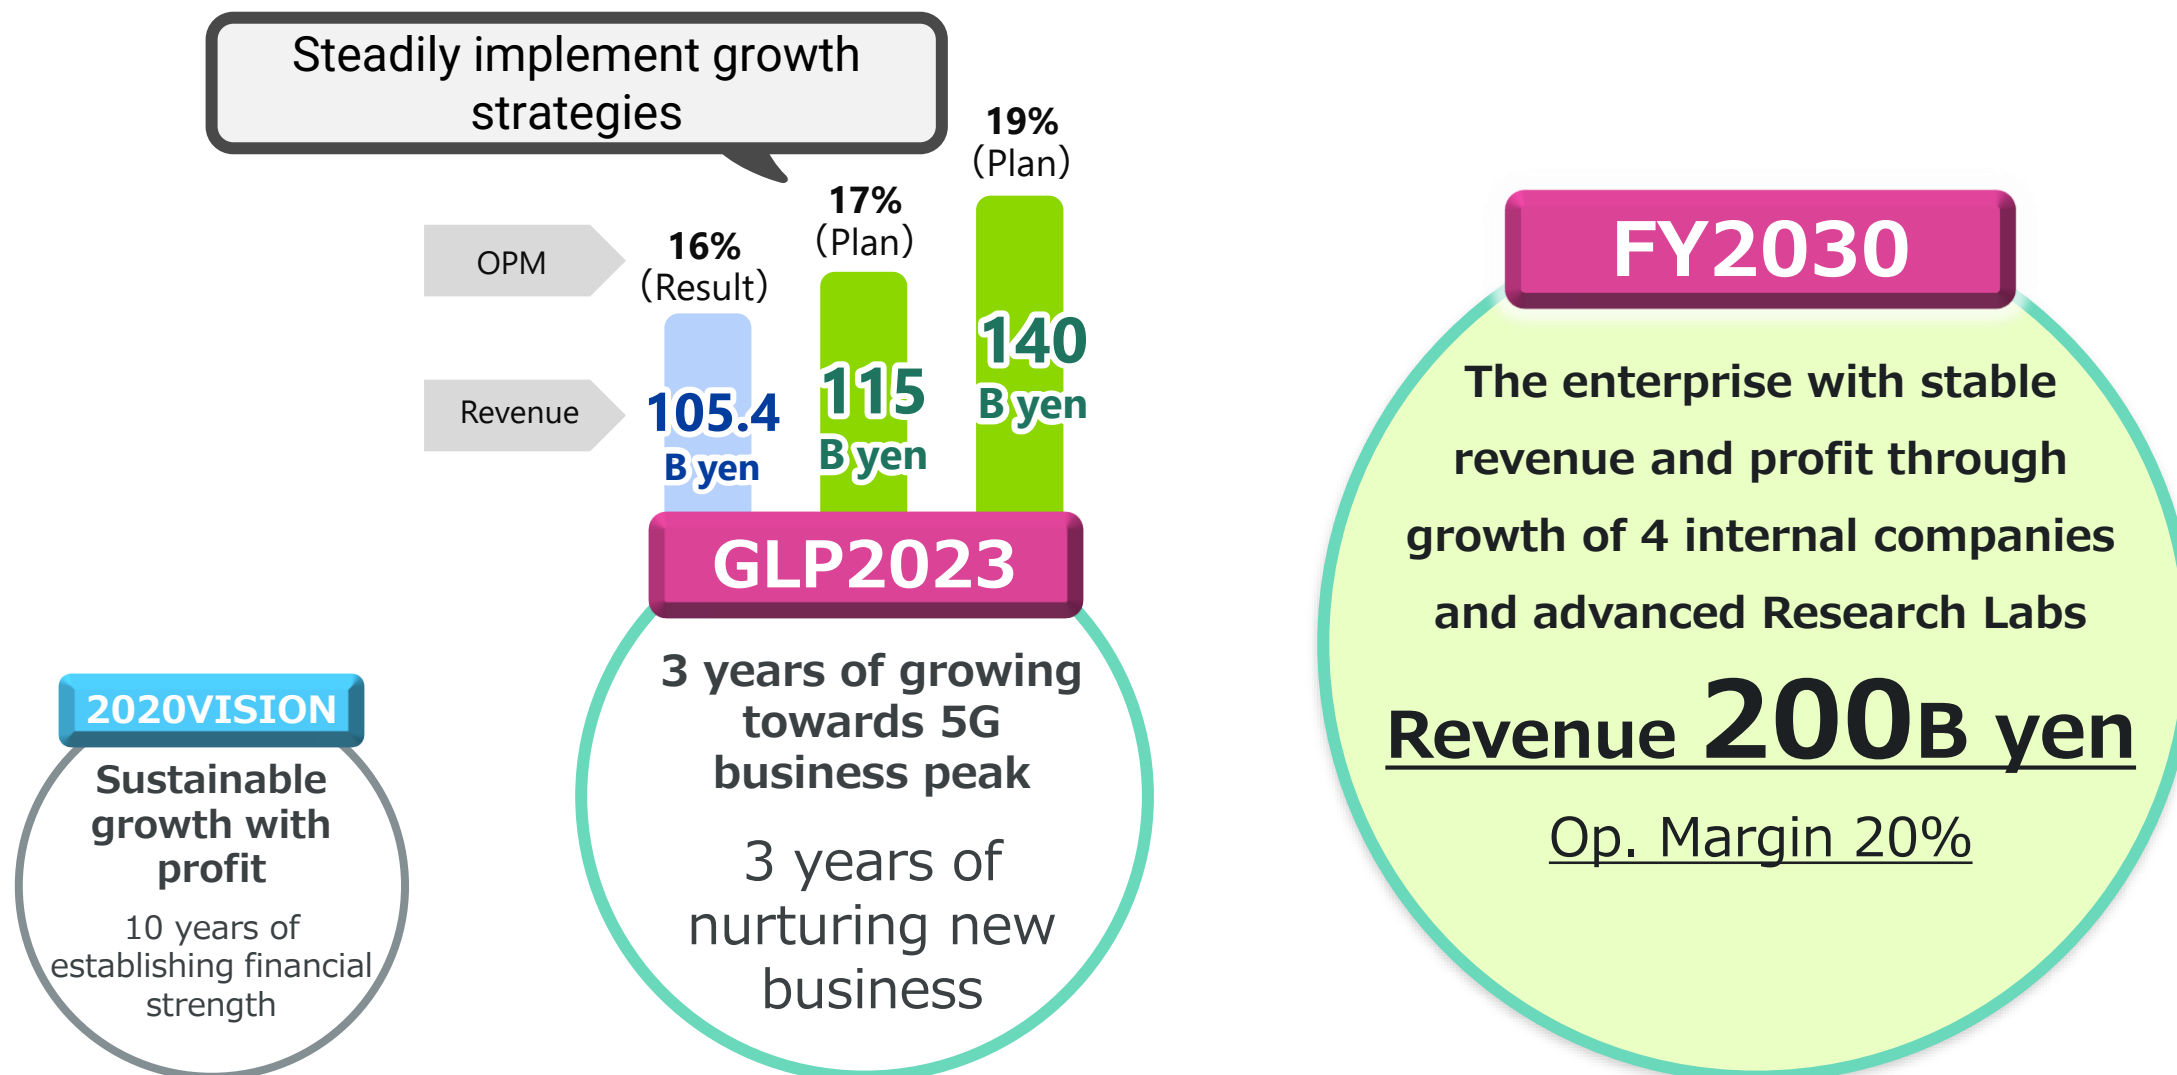 Steadily implement growth
strategies
19%
（Plan）
17%
（Plan）
16%
（Result）
OPM
Revenue
105.4
B yen
115
B yen
140
B yen
GLP2023
3 years of growing
towards 5G
business peak
3 years of
nurturing new
business
2020VISION
Sustainable
growth with
profit
10 years of
establishing financial
strength
FY2030
The enterprise with stable
revenue and profit through
growth of 4 internal companies
and advanced Research Labs
Revenue 200B yen
Op. Margin 20%